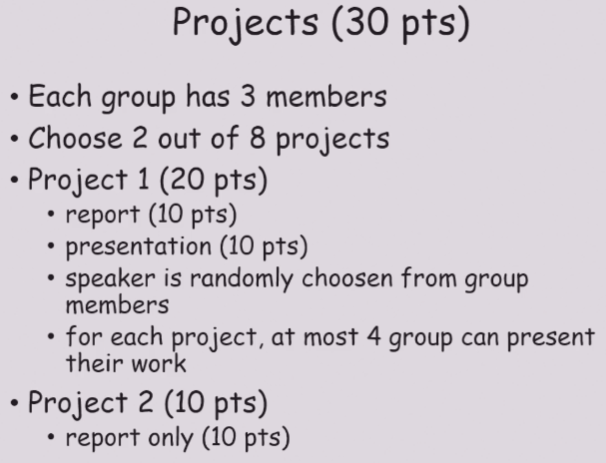 Projects (30 pts)
• Each group has 3 members
• Choose 2 out of 8 projects
• Project 1 (20 pts)
• report (10 pts)
• presentation (10 pts)
• speaker is randomly choosen from group
members
• for each project, at most 4 group can present
their work
• Project 2 (10 pts)
• report only (10 pts)